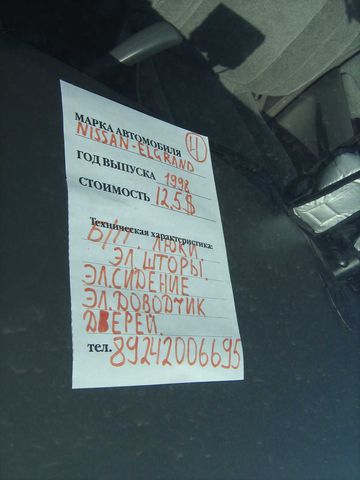 МАРКА АВТОМОБИЛЯ Н
NISSAN-ELGRAND
ГОД ВЫПУСКА 1998
СТОИМОСТЬ 12.5$
Техническая характеристика:
Б/П. ЛЮКИ.
ЭЛ. ШТОРЫ.
ЭЛ.СИДЕНИЕ
ЭЛ.ДОВОДЧИК
ДВЕРЕЙ.
тел. 89242006695